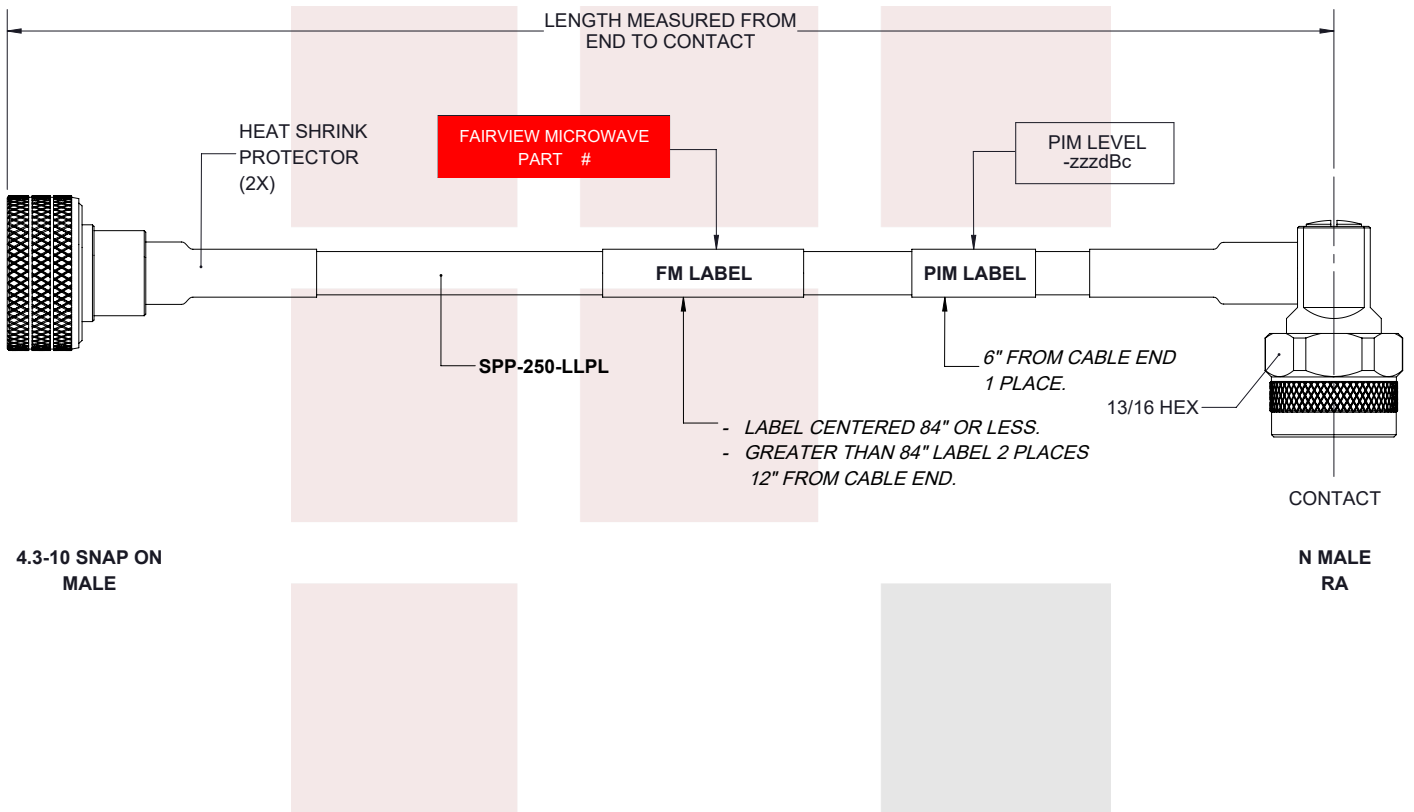 LENGTH MEASURED FROM
END TO CONTACT
HEAT SHRINK
PROTECTOR
(2X)
FAIRVIEW MICROWAVE
PART #
PIM LEVEL
-zzzdBc
FM LABEL
PIM LABEL
SPP-250-LLPL
6" FROM CABLE END
1 PLACE.
13/16 HEX
- LABEL CENTERED 84" OR LESS.
- GREATER THAN 84" LABEL 2 PLACES
12" FROM CABLE END.
CONTACT
4.3-10 SNAP ON
MALE
N MALE
RA